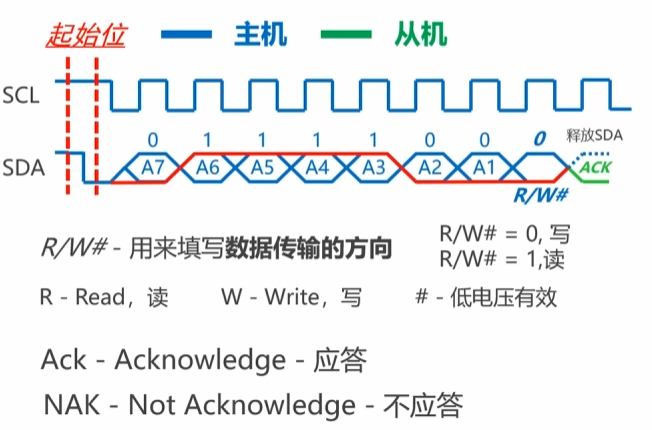 起始位 主机 从机
SCL
0 1 1 1 1 0 0 0 释放SDA
SDA A7 A6 A5 A4 A3 A2 A1 ACK
R/W#
R/W# - 用来填写数据传输的方向
R/W# = 0, 写
R/W# = 1,读
R - Read，读 W - Write，写 # - 低电压有效
Ack - Acknowledge - 应答
NAK - Not Acknowledge - 不应答